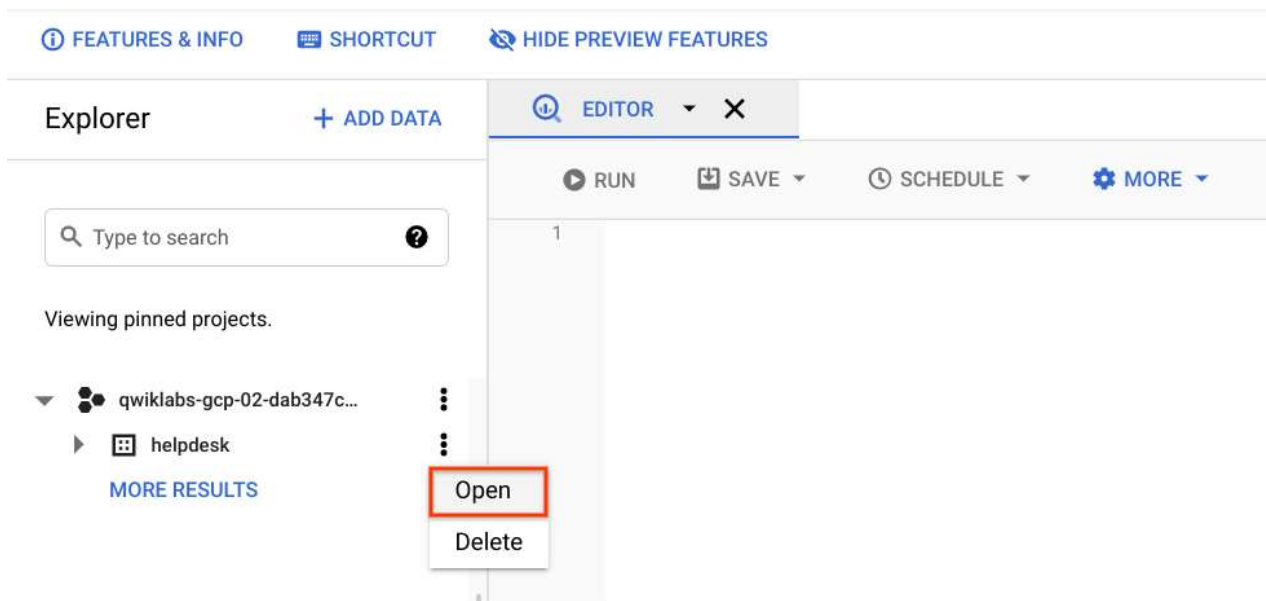 FEATURES & INFO SHORTCUT HIDE PREVIEW FEATURES
Explorer + ADD DATA
EDITOR
RUN SAVE SCHEDULE MORE
Type to search
1
Viewing pinned projects.
qwiklabs-gcp-02-dab347c...
helpdesk
MORE RESULTS
Open
Delete